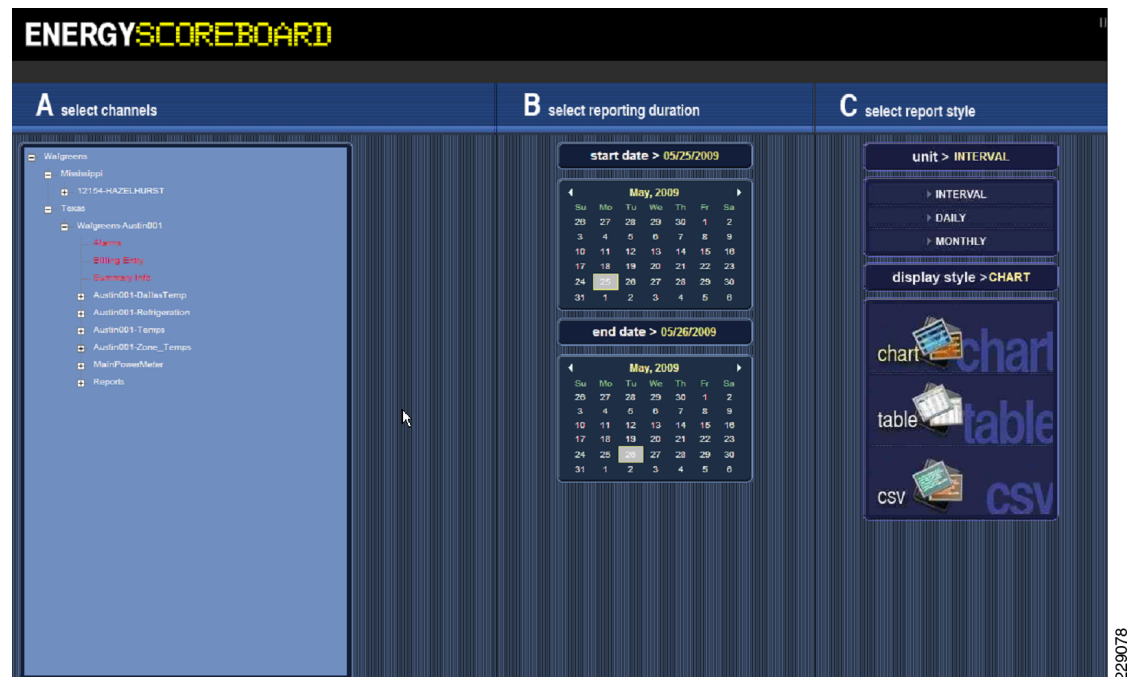 ENERGYSCOREBOARD
A select channels
B select reporting duration
C select report style
Walgreens
Mississippi
12154-HAZELHURST
Texas
Walgreens-Austin001
Alarms
Billing Entry
Summary Info
Austin001-DallasTemp
Austin001-Refrigeration
Austin001-Temps
Austin001-Zone_Temps
MainPowerMeter
Reports
start date > 05/25/2009
May, 2009
Su Mo Tu We Th Fr Sa
26 27 28 29 30 1 2
3 4 5 6 7 8 9
10 11 12 13 14 15 16
17 18 19 20 21 22 23
24 25 26 27 28 29 30
31 1 2 3 4 5 6
end date > 05/26/2009
May, 2009
Su Mo Tu We Th Fr Sa
26 27 28 29 30 1 2
3 4 5 6 7 8 9
10 11 12 13 14 15 16
17 18 19 20 21 22 23
24 25 26 27 28 29 30
31 1 2 3 4 5 6
unit > INTERVAL
INTERVAL
DAILY
MONTHLY
display style >CHART
chart chart
table table
csv csv
229078